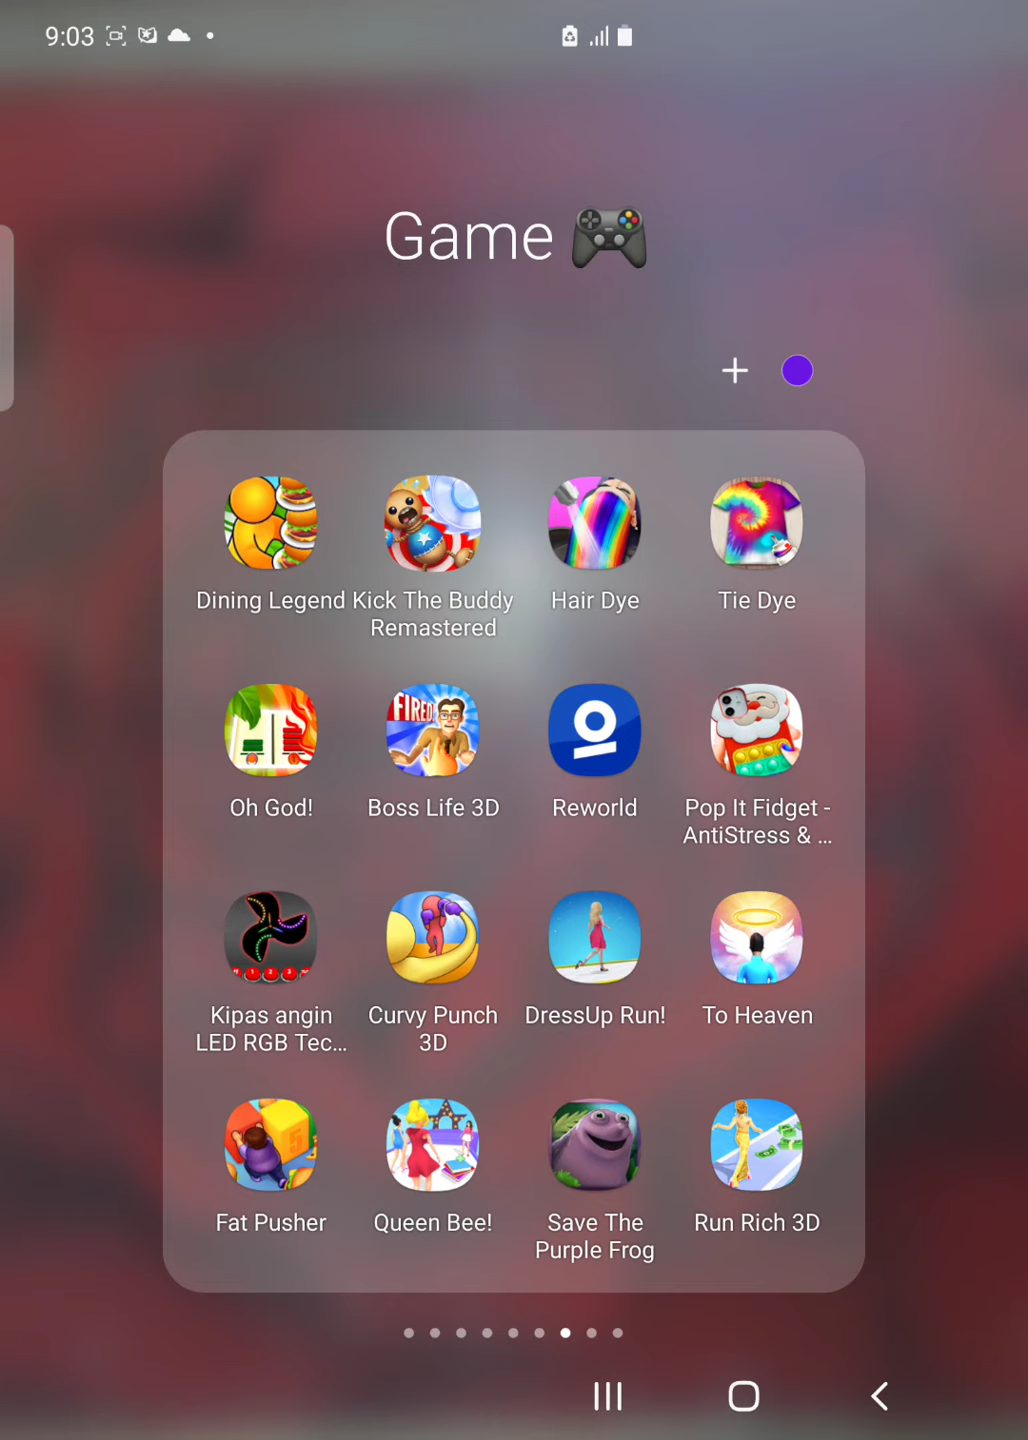 9:03
Game
Dining Legend
Kick The Buddy
Remastered
Hair Dye
Tie Dye
FIRED
Oh God!
Boss Life 3D
Reworld
Pop It Fidget -
AntiStress & ...
Kipas angin
LED RGB Tec...
Curvy Punch
3D
DressUp Run!
To Heaven
5
Fat Pusher
Queen Bee!
Save The
Purple Frog
Run Rich 3D